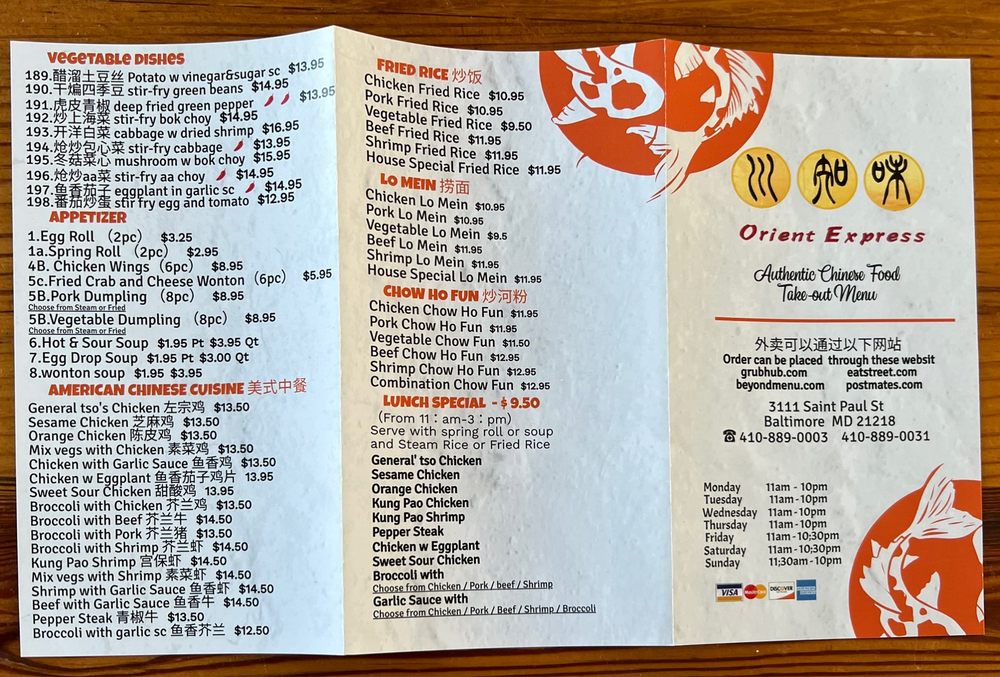 Vegetable Dishes
189.醋溜土豆丝 Potato w vinegar&sugar sc $13.95
190.干煸四季豆 stir-fry green beans $14.95
191.虎皮青椒 deep fried green pepper $13.95
192.炒上海菜 stir-fry bok choy $14.95
193.开洋白菜 cabbage w dried shrimp $16.95
194.炝炒包心菜 stir-fry cabbage $13.95
195.冬菇菜心 mushroom w bok choy $15.95
196.炝炒aa菜 stir-fry aa choy $14.95
197.鱼香茄子 eggplant in garlic sc $14.95
198.番茄炒蛋 stir fry egg and tomato $12.95
APPETIZER
1.Egg Roll （2pc） $3.25
1a.Spring Roll （2pc） $2.95
4B. Chicken Wings（6pc） $8.95
5c.Fried Crab and Cheese Wonton（6pc） $5.95
5B.Pork Dumpling （8pc） $8.95
Choose from Steam or Fried
5B.Vegetable Dumpling （8pc） $8.95
Choose from Steam or Fried
6.Hot & Sour Soup $1.95 Pt $3.95 Qt
7.Egg Drop Soup $1.95 Pt $3.00 Qt
8.wonton soup $1.95 $3.95
AMERICAN CHINESE CUISINE 美式中餐
General tso's Chicken 左宗鸡 $13.50
Sesame Chicken 芝麻鸡 $13.50
Orange Chicken 陈皮鸡 $13.50
Mix vegs with Chicken 素菜鸡 $13.50
Chicken with Garlic Sauce 鱼香鸡 $13.50
Chicken w Eggplant 鱼香茄子鸡片 13.95
Sweet Sour Chicken 甜酸鸡 13.95
Broccoli with Chicken 芥兰鸡 $13.50
Broccoli with Beef 芥兰牛 $14.50
Broccoli with Pork 芥兰猪 $13.50
Broccoli with Shrimp 芥兰虾 $14.50
Kung Pao Shrimp 宫保虾 $14.50
Mix vegs with Shrimp 素菜虾 $14.50
Shrimp with Garlic Sauce 鱼香虾 $14.50
Beef with Garlic Sauce 鱼香牛 $14.50
Pepper Steak 青椒牛 $13.50
Broccoli with garlic sc 鱼香芥兰 $12.50
FRIED RICE 炒饭
Chicken Fried Rice $10.95
Pork Fried Rice $10.95
Vegetable Fried Rice $9.50
Beef Fried Rice $11.95
Shrimp Fried Rice $11.95
House Special Fried Rice $11.95
LO MEIN 捞面
Chicken Lo Mein $10.95
Pork Lo Mein $10.95
Vegetable Lo Mein $9.5
Beef Lo Mein $11.95
Shrimp Lo Mein $11.95
House Special Lo Mein $11.95
CHOW HO FUN 炒河粉
Chicken Chow Ho Fun $11.95
Pork Chow Ho Fun $11.95
Vegetable Chow Fun $11.50
Beef Chow Ho Fun $12.95
Shrimp Chow Ho Fun $12.95
Combination Chow Fun $12.95
LUNCH SPECIAL - $ 9.50
（From 11：am-3：pm）
Serve with spring roll or soup
and Steam Rice or Fried Rice
General' tso Chicken
Sesame Chicken
Orange Chicken
Kung Pao Chicken
Kung Pao Shrimp
Pepper Steak
Chicken w Eggplant
Sweet Sour Chicken
Broccoli with
Choose from Chicken / Pork / beef / Shrimp
Garlic Sauce with
Choose from Chicken / Pork / Beef / Shrimp / Broccoli
川 知 味
Orient Express
Authentic Chinese Food
Take-out Menu
外卖可以通过以下网站
Order can be placed through these websit
grubhub.com eatstreet.com
beyondmenu.com postmates.com
3111 Saint Paul St
Baltimore MD 21218
☎410-889-0003 410-889-0031
Monday 11am - 10pm
Tuesday 11am - 10pm
Wednesday 11am - 10pm
Thursday 11am - 10pm
Friday 11am - 10;30pm
Saturday 11am - 10;30pm
Sunday 11;30am - 10pm
VISA MasterCard DISCOVER